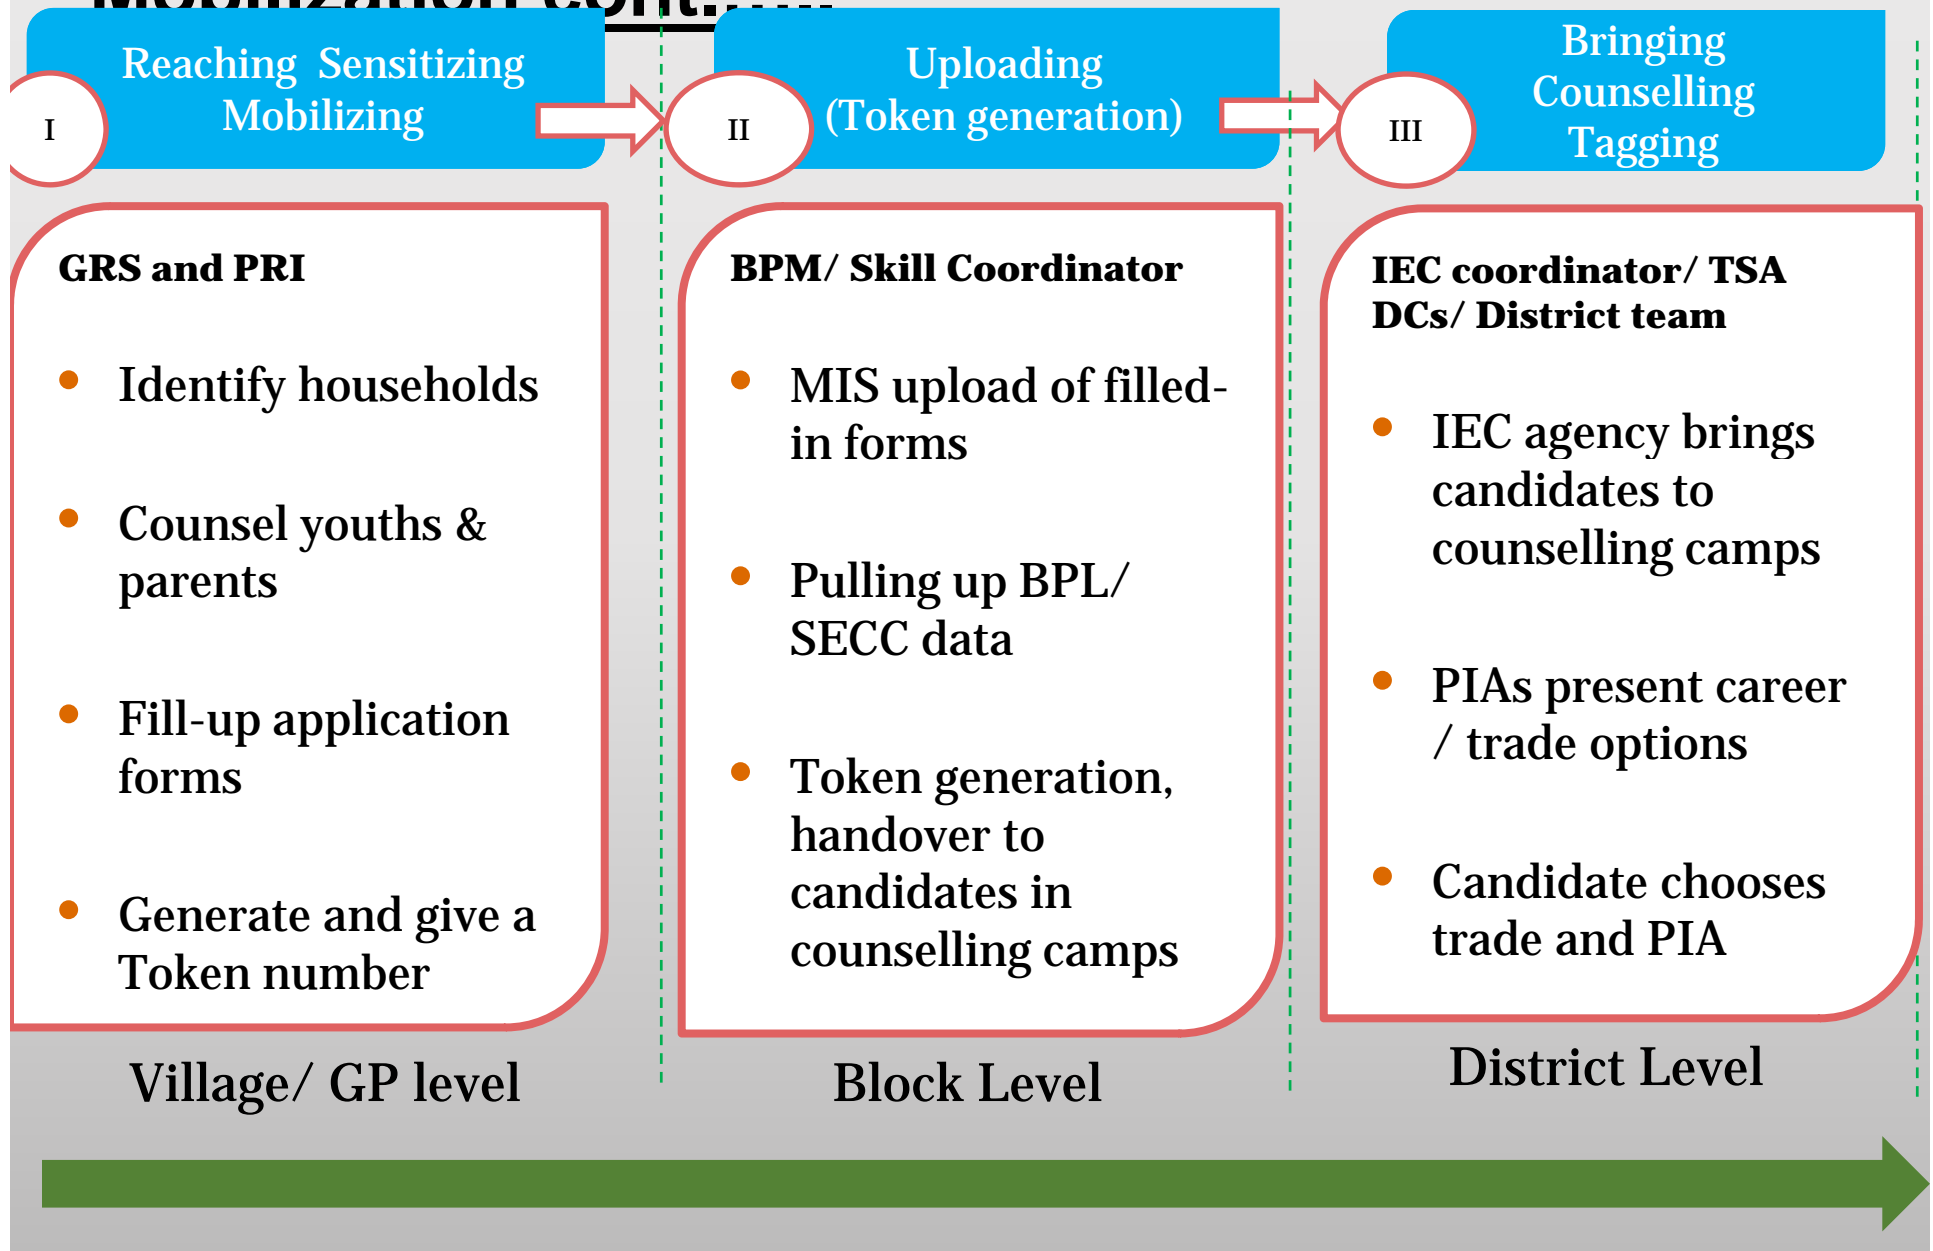 Mobilization cont......
Reaching Sensitizing
Mobilizing
I
Uploading
(Token generation)
II
Bringing
Counselling
Tagging
III
GRS and PRI
• Identify households
• Counsel youths &
parents
• Fill-up application
forms
• Generate and give a
Token number
Village/ GP level
BPM/ Skill Coordinator
• MIS upload of filled-
in forms
• Pulling up BPL/
SECC data
• Token generation,
handover to
candidates in
counselling camps
Block Level
IEC coordinator/ TSA
DCs/ District team
• IEC agency brings
candidates to
counselling camps
• PIAs present career
/ trade options
• Candidate chooses
trade and PIA
District Level